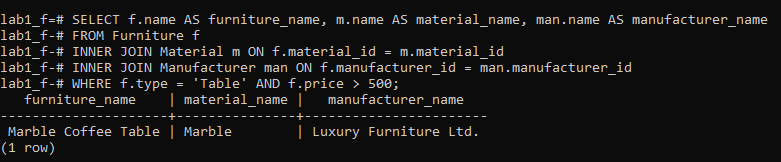 lab1_f=# SELECT f.name AS furniture_name, m.name AS material_name, man.name AS manufacturer_name
lab1_f-# FROM Furniture f
lab1_f-# INNER JOIN Material m ON f.material_id = m.material_id
lab1_f-# INNER JOIN Manufacturer man ON f.manufacturer_id = man.manufacturer_id
lab1_f-# WHERE f.type = 'Table' AND f.price > 500;
   furniture_name    | material_name |   manufacturer_name
---------------------+---------------+-----------------------
 Marble Coffee Table | Marble        | Luxury Furniture Ltd.
(1 row)